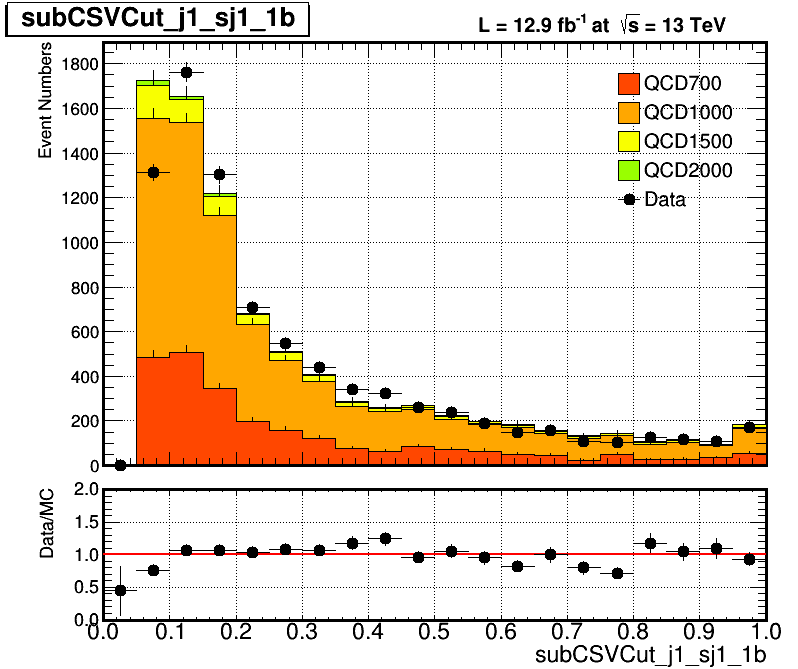 subCSVCut_j1_sj1_1b
L = 12.9 fb⁻¹ at √s = 13 TeV
Event Numbers
1800
1600
1400
1200
1000
800
600
400
200
0
QCD700
QCD1000
QCD1500
QCD2000
Data
Data/MC
2.0
1.5
1.0
0.5
0.0
0.0 0.1 0.2 0.3 0.4 0.5 0.6 0.7 0.8 0.9 1.0
subCSVCut_j1_sj1_1b